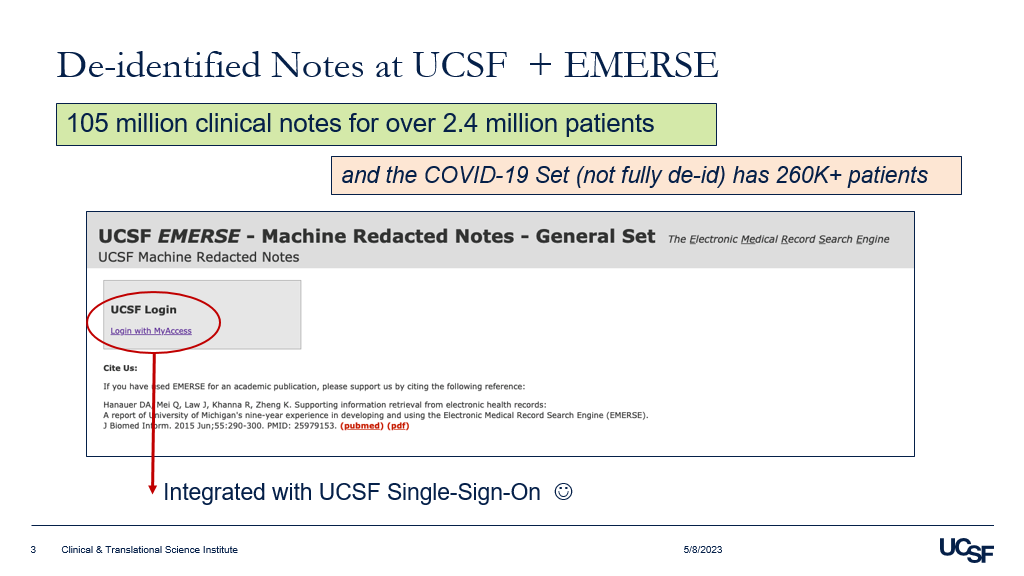 De-identified Notes at UCSF + EMERSE
105 million clinical notes for over 2.4 million patients
and the COVID-19 Set (not fully de-id) has 260K+ patients
UCSF EMERSE - Machine Redacted Notes - General Set The Electronic Medical Record Search Engine
UCSF Machine Redacted Notes
UCSF Login
Login with MyAccess
Cite Us:
If you have used EMERSE for an academic publication, please support us by citing the following reference:
Hanauer DA, Mei Q, Law J, Khanna R, Zheng K. Supporting information retrieval from electronic health records:
A report of University of Michigan's nine-year experience in developing and using the Electronic Medical Record Search Engine (EMERSE).
J Biomed Inform. 2015 Jun;55:290-300. PMID: 25979153. (pubmed) (pdf)
Integrated with UCSF Single-Sign-On ☺
3 Clinical & Translational Science Institute 5/8/2023 UCSF